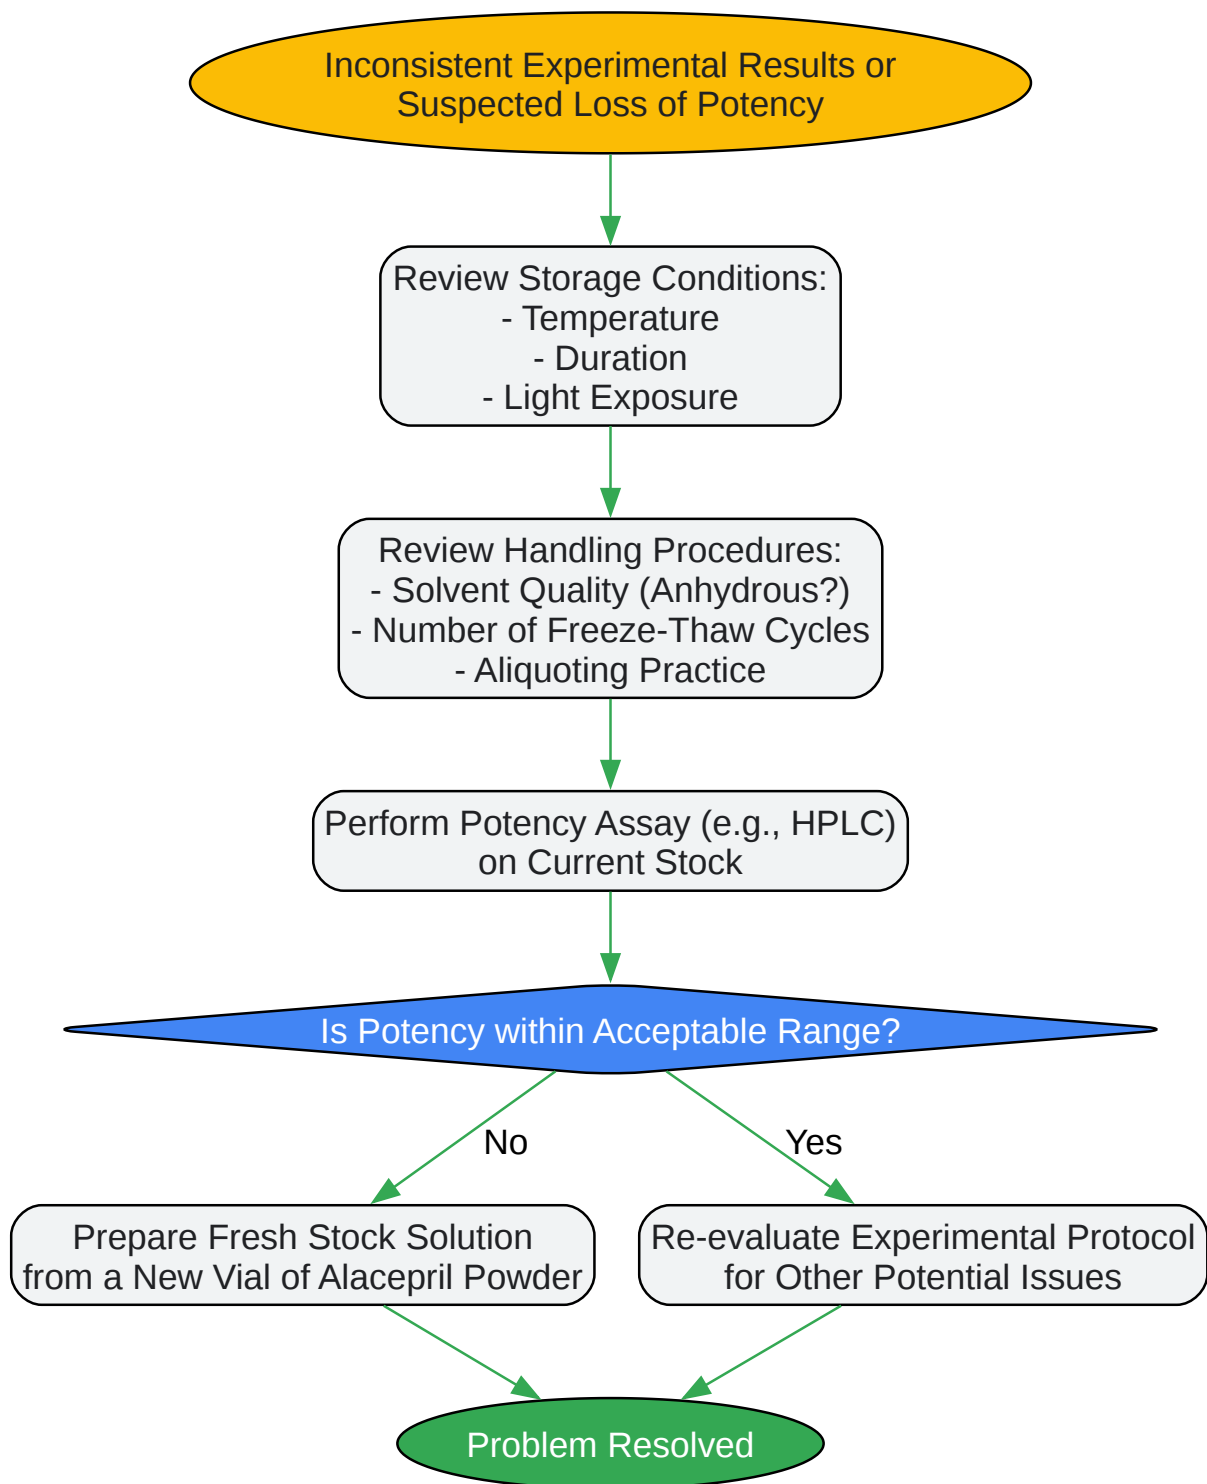 Inconsistent Experimental Results or
Suspected Loss of Potency
Review Storage Conditions:
- Temperature
- Duration
- Light Exposure
Review Handling Procedures:
- Solvent Quality (Anhydrous?)
- Number of Freeze-Thaw Cycles
- Aliquoting Practice
Perform Potency Assay (e.g., HPLC)
on Current Stock
Is Potency within Acceptable Range?
No
Yes
Prepare Fresh Stock Solution
from a New Vial of Alacepril Powder
Re-evaluate Experimental Protocol
for Other Potential Issues
Problem Resolved